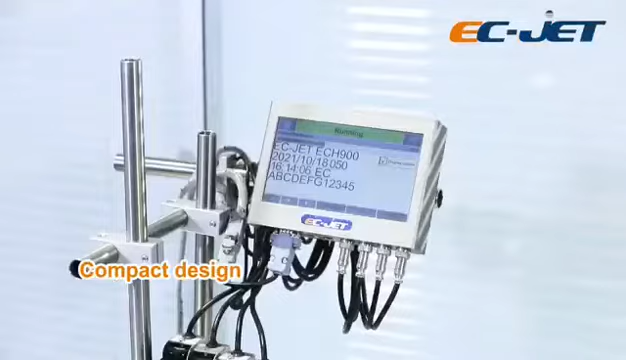 EC-JET
Running
EC-JET ECH900
2021/10/18 050
16:14:06 EC
ABCDEFG12345
EC-JET
Compact design